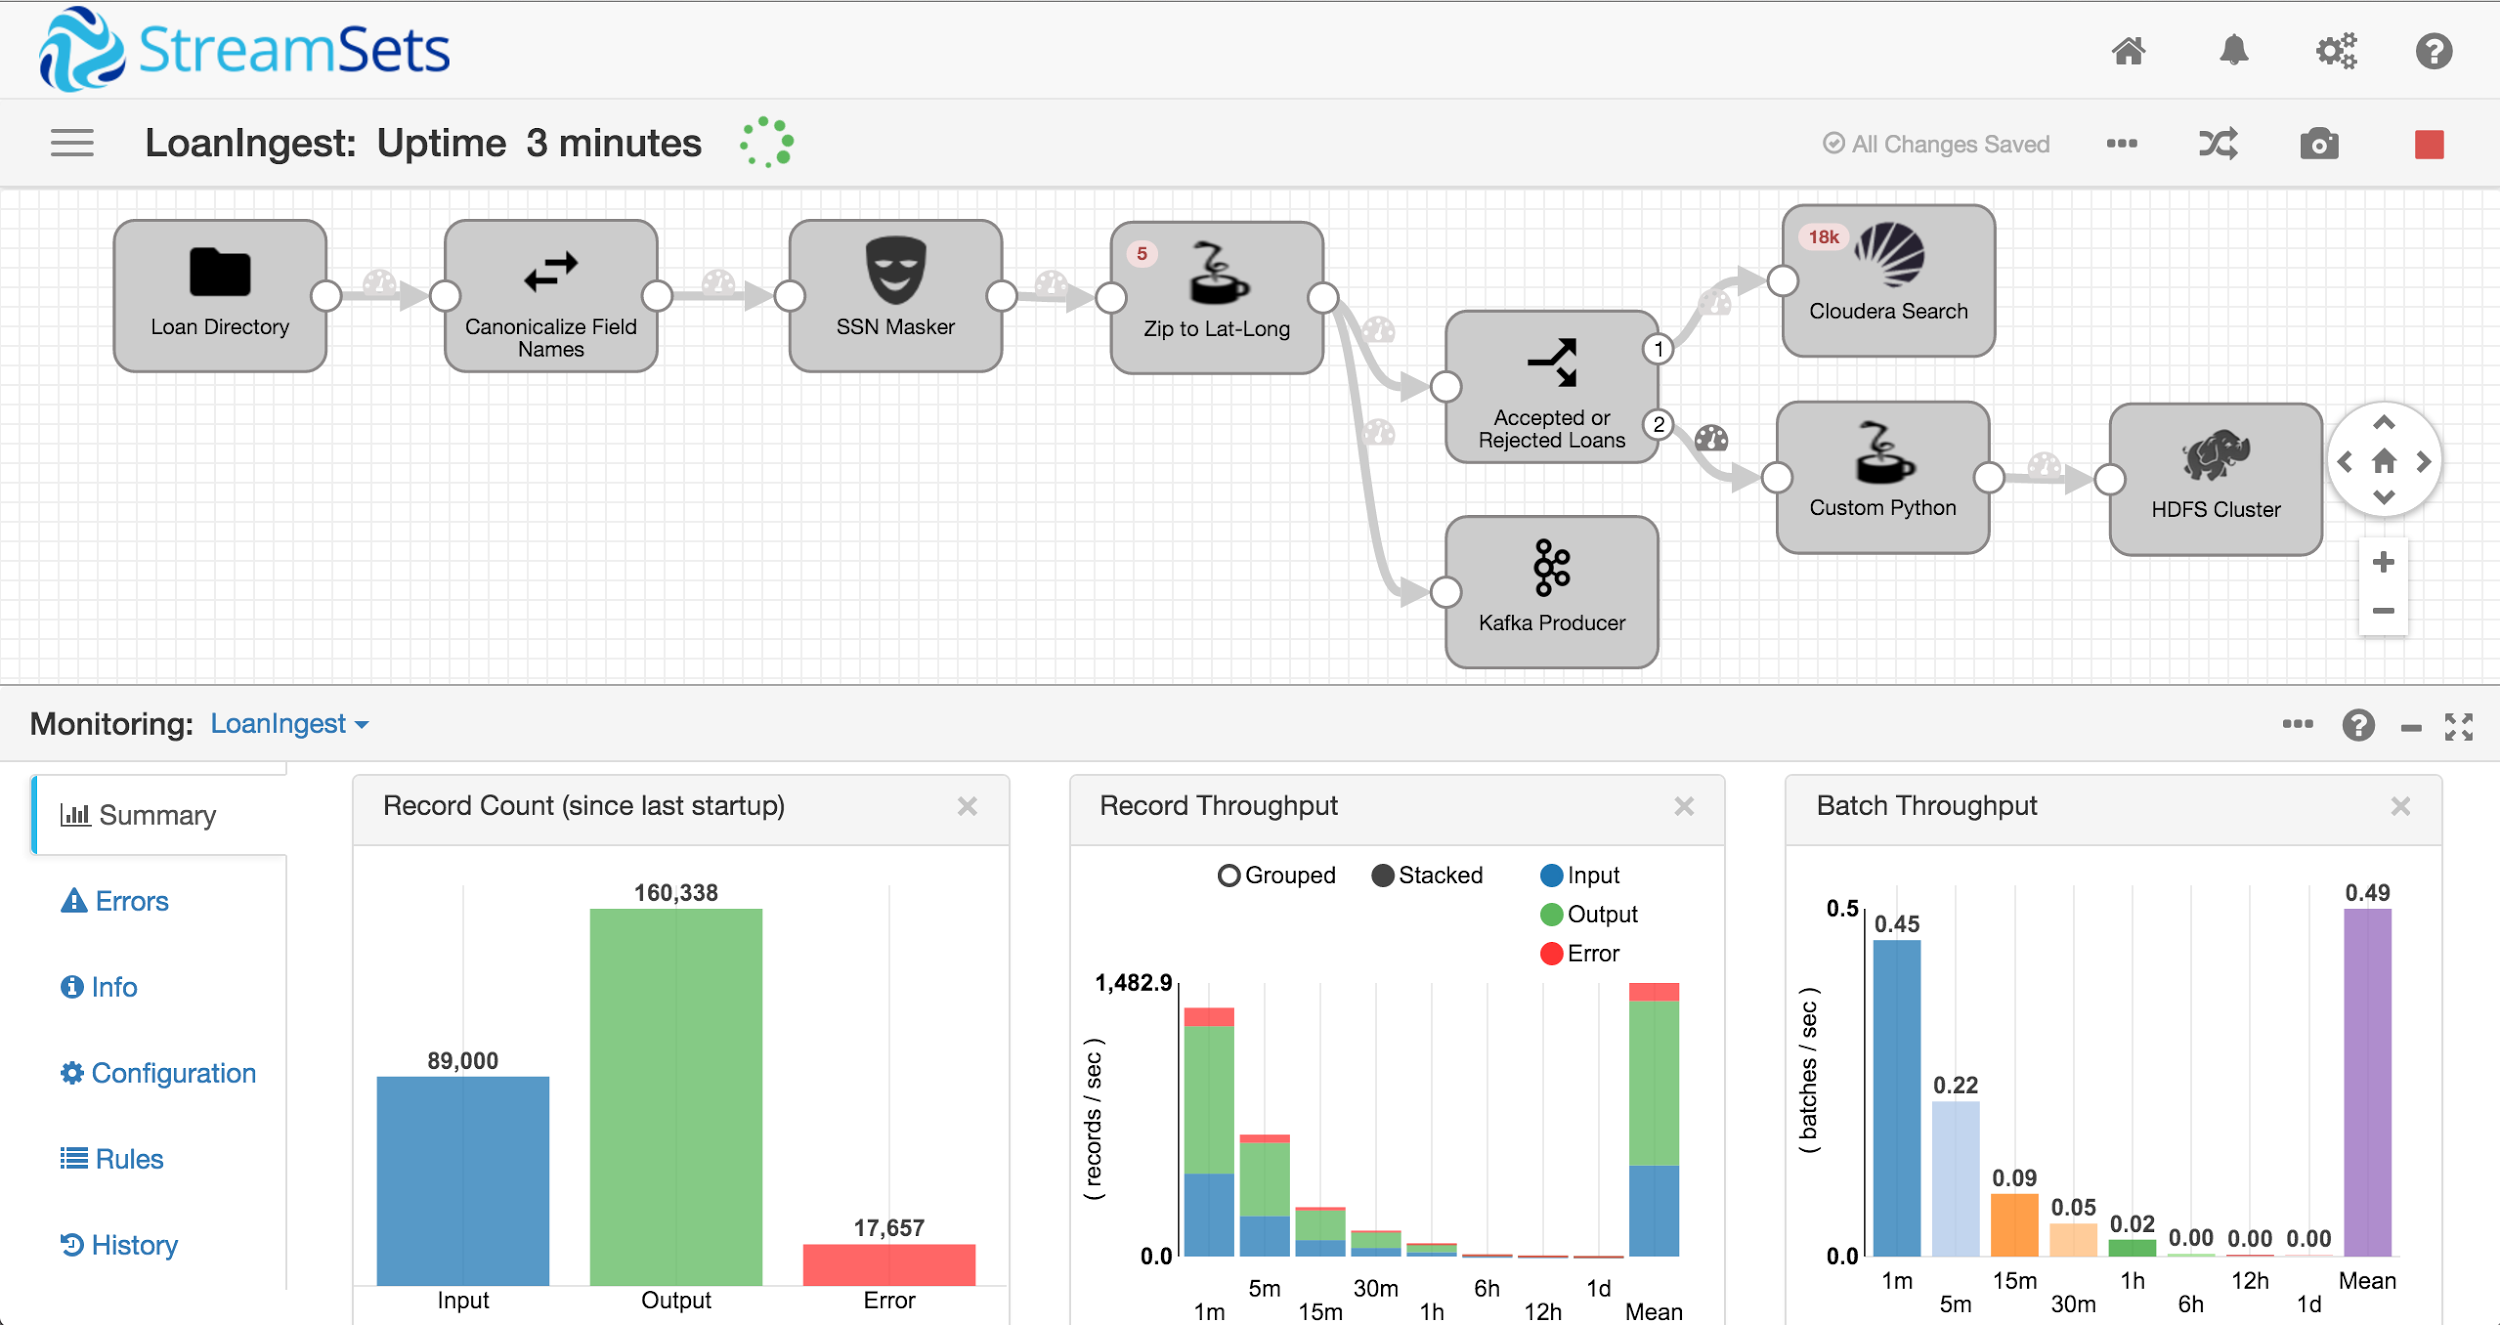 StreamSets
LoanIngest: Uptime 3 minutes
All Changes Saved
Loan Directory
Canonicalize Field
Names
SSN Masker
5
Zip to Lat-Long
Accepted or
Rejected Loans
1
2
18k
Cloudera Search
Custom Python
HDFS Cluster
Kafka Producer
Monitoring: LoanIngest
Summary
Errors
Info
Configuration
Rules
History
Record Count (since last startup)
160,338
89,000
17,657
Input
Output
Error
Record Throughput
Grouped
Stacked
Input
Output
Error
1,482.9
( records / sec )
0.0
1m
5m
15m
30m
1h
6h
12h
1d
Mean
Batch Throughput
0.5
( batches / sec )
0.0
0.45
0.22
0.09
0.05
0.02
0.00
0.00
0.00
0.49
1m
5m
15m
30m
1h
6h
12h
1d
Mean